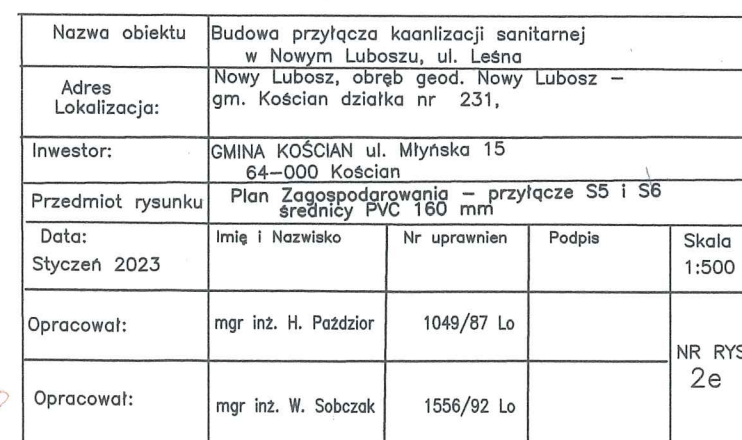 Nazwa obiektu
Budowa przyłącza kaanlizacji sanitarnej
w Nowym Luboszu, ul. Leśna
Adres
Lokalizacja:
Nowy Lubosz, obręb geod. Nowy Lubosz –
gm. Kościan działka nr 231,
Inwestor:
GMINA KOŚCIAN ul. Młyńska 15
64–000 Kościan
Przedmiot rysunku
Plan Zagospodarowania – przyłącze S5 i S6
średnicy PVC 160 mm
Data:
Styczeń 2023
Imię i Nazwisko
Nr uprawnien
Podpis
Skala
1:500
Opracował:
mgr inż. H. Paździor
1049/87 Lo
NR RYS
2e
Opracował:
mgr inż. W. Sobczak
1556/92 Lo